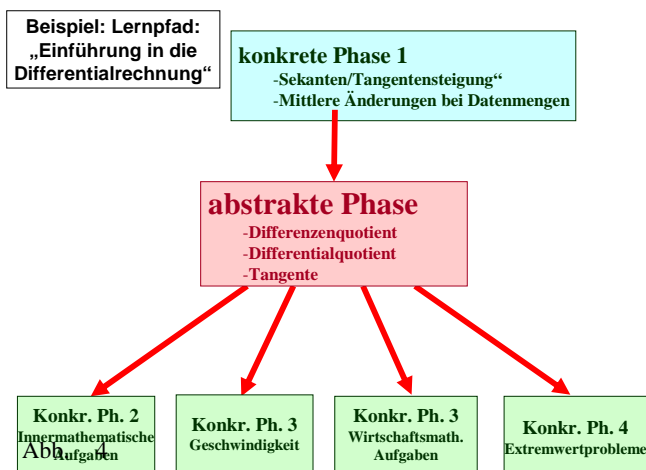 Beispiel: Lernpfad:
„Einführung in die
Differentialrechnung“
konkrete Phase 1
-Sekanten/Tangentensteigung“
-Mittlere Änderungen bei Datenmengen
abstrakte Phase
-Differenzenquotient
-Differentialquotient
-Tangente
Konkr. Ph. 2
Innermathematische
Aufgaben
Konkr. Ph. 3
Geschwindigkeit
Konkr. Ph. 3
Wirtschaftsmath.
Aufgaben
Konkr. Ph. 4
Extremwertprobleme
Abb. 4